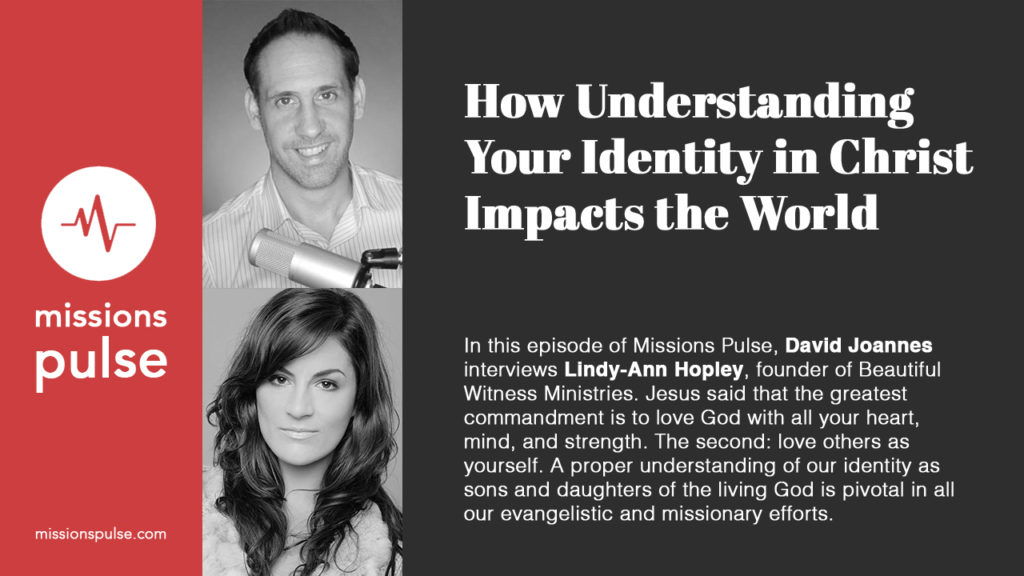 missions
pulse
missionspulse.com
How Understanding
Your Identity in Christ
Impacts the World
In this episode of Missions Pulse, David Joannes
interviews Lindy-Ann Hopley, founder of Beautiful
Witness Ministries. Jesus said that the greatest
commandment is to love God with all your heart,
mind, and strength. The second: love others as
yourself. A proper understanding of our identity as
sons and daughters of the living God is pivotal in all
our evangelistic and missionary efforts.